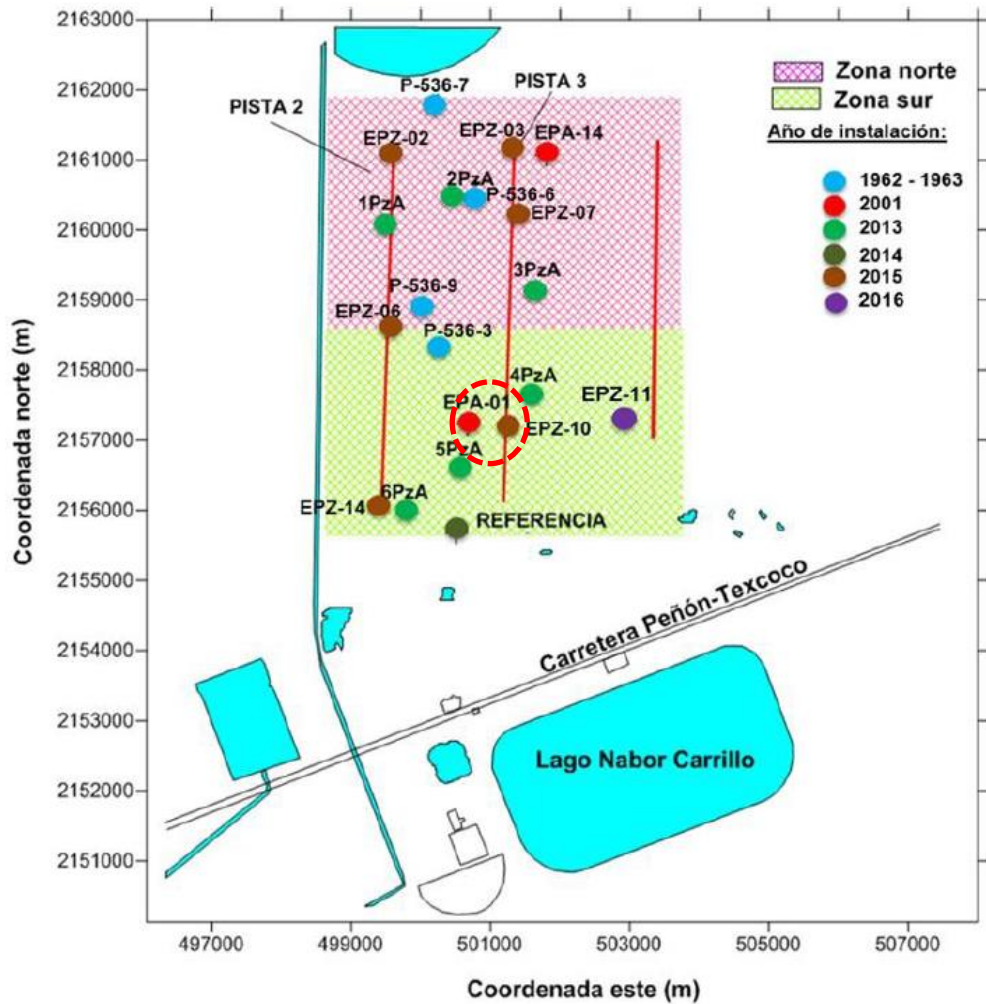 2163000
2162000
2161000
2160000
2159000
2158000
2157000
2156000
2155000
2154000
2153000
2152000
2151000
Coordenada norte (m)
497000
499000
501000
503000
505000
507000
Coordenada este (m)
Zona norte
Zona sur
Año de instalación:
1962 - 1963
2001
2013
2014
2015
2016
P-536-7
PISTA 3
PISTA 2
EPZ-02
EPZ-03
EPA-14
2PzA
P-536-6
1PzA
EPZ-07
3PzA
P-536-9
EPZ-06
P-536-3
4PzA
EPZ-11
EPA-01
EPZ-10
5PzA
6PzA
EPZ-14
REFERENCIA
Carretera Peñón-Texcoco
Lago Nabor Carrillo